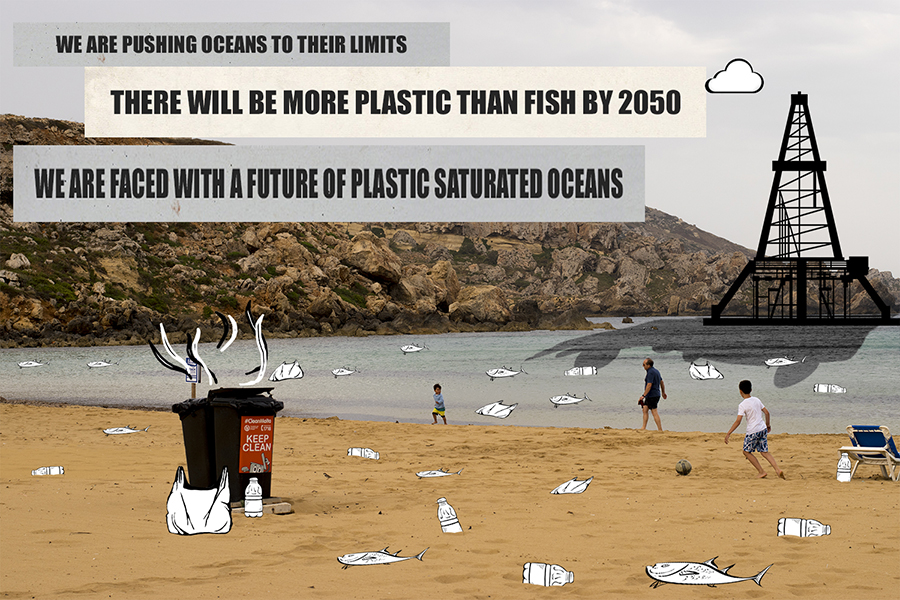 WE ARE PUSHING OCEANS TO THEIR LIMITS
THERE WILL BE MORE PLASTIC THAN FISH BY 2050
WE ARE FACED WITH A FUTURE OF PLASTIC SATURATED OCEANS
#CleanMalta
KEEP
CLEAN